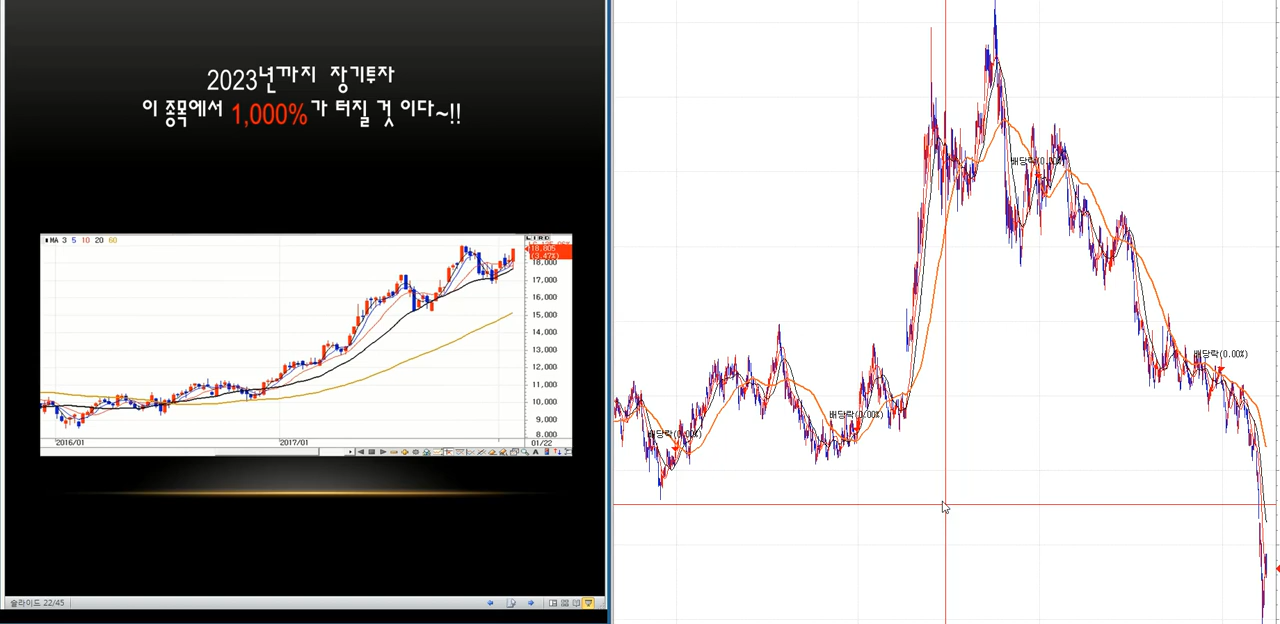 2023년까지 장기투자
이 종목에서 1,000%가 터질 것 이다~!!
MA 3 5 10 20 60
18,805
(3.47%)
18,000
17,000
16,000
15,000
14,000
13,000
12,000
11,000
10,000
9,000
8,000
2016/01
2017/01
01/22
슬라이드 22/45
배당락(0.00%)
배당락(0.00%)
배당락(0.00%)
배당락(0.00%)